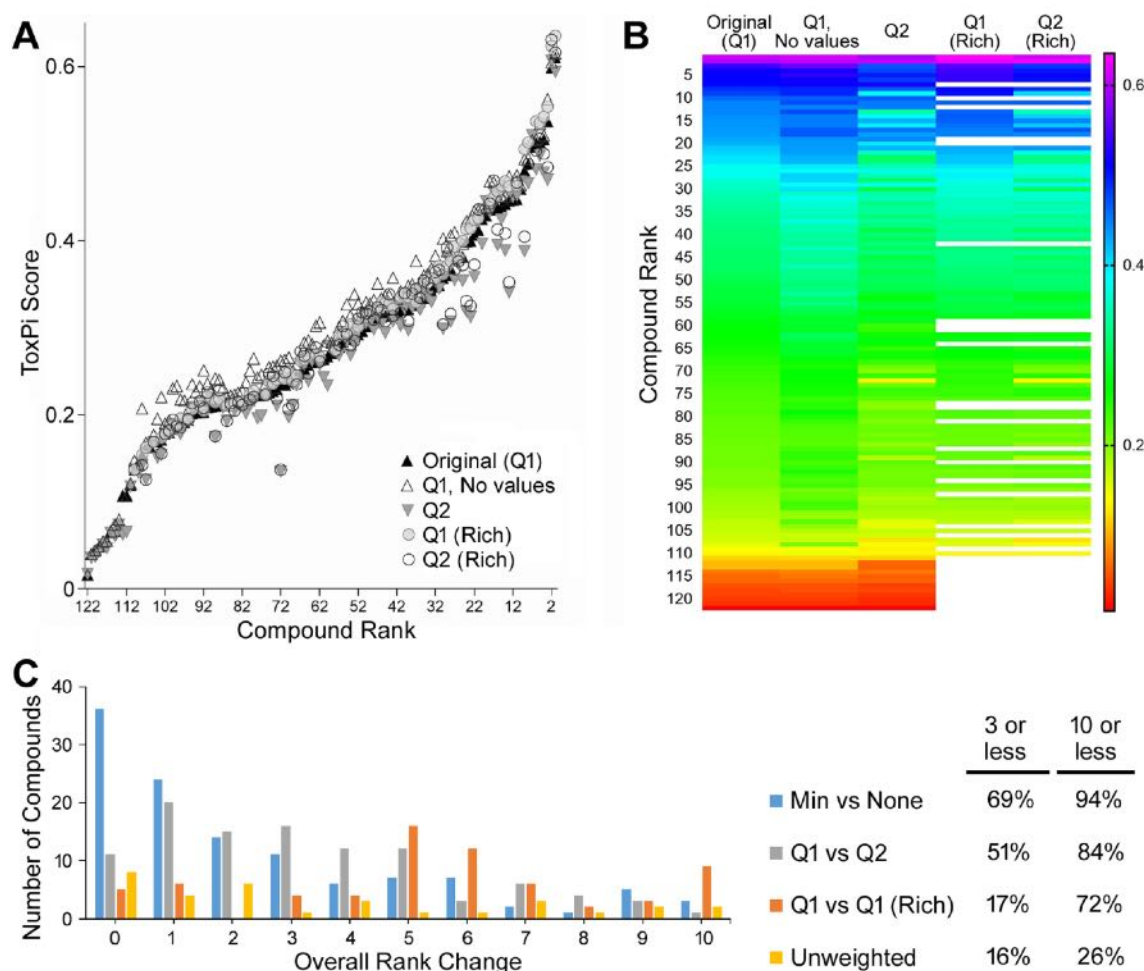 A
0.6
0.4
0.2
0
ToxPi Score
Original (Q1)
Q1, No values
Q2
Q1 (Rich)
Q2 (Rich)
122 112 102 92 82 72 62 52 42 32 22 12 2
Compound Rank
B
Original (Q1)
Q1, No values
Q2
Q1 (Rich)
Q2 (Rich)
5
10
15
20
25
30
35
40
45
50
55
60
65
70
75
80
85
90
95
100
105
110
115
120
Compound Rank
0.6
0.4
0.2
C
40
30
20
10
0
Number of Compounds
0 1 2 3 4 5 6 7 8 9 10
Overall Rank Change
3 or less 10 or less
Min vs None 69% 94%
Q1 vs Q2 51% 84%
Q1 vs Q1 (Rich) 17% 72%
Unweighted 16% 26%